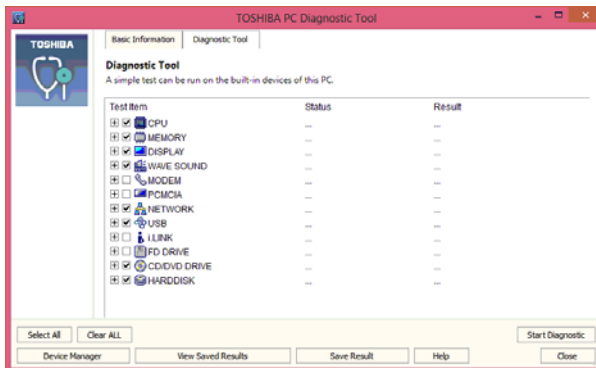 TOSHIBA PC Diagnostic Tool
TOSHIBA
Basic Information Diagnostic Tool
Diagnostic Tool
A simple test can be run on the built-in devices of this PC.
Test Item Status Result
CPU ... ...
MEMORY ... ...
DISPLAY ... ...
WAVE SOUND ... ...
MODEM ... ...
PCMCIA ... ...
NETWORK ... ...
USB ... ...
i.LINK ... ...
FD DRIVE ... ...
CD/DVD DRIVE ... ...
HARDDISK ... ...
Select All Clear ALL Start Diagnostic
Device Manager View Saved Results Save Result Help Close